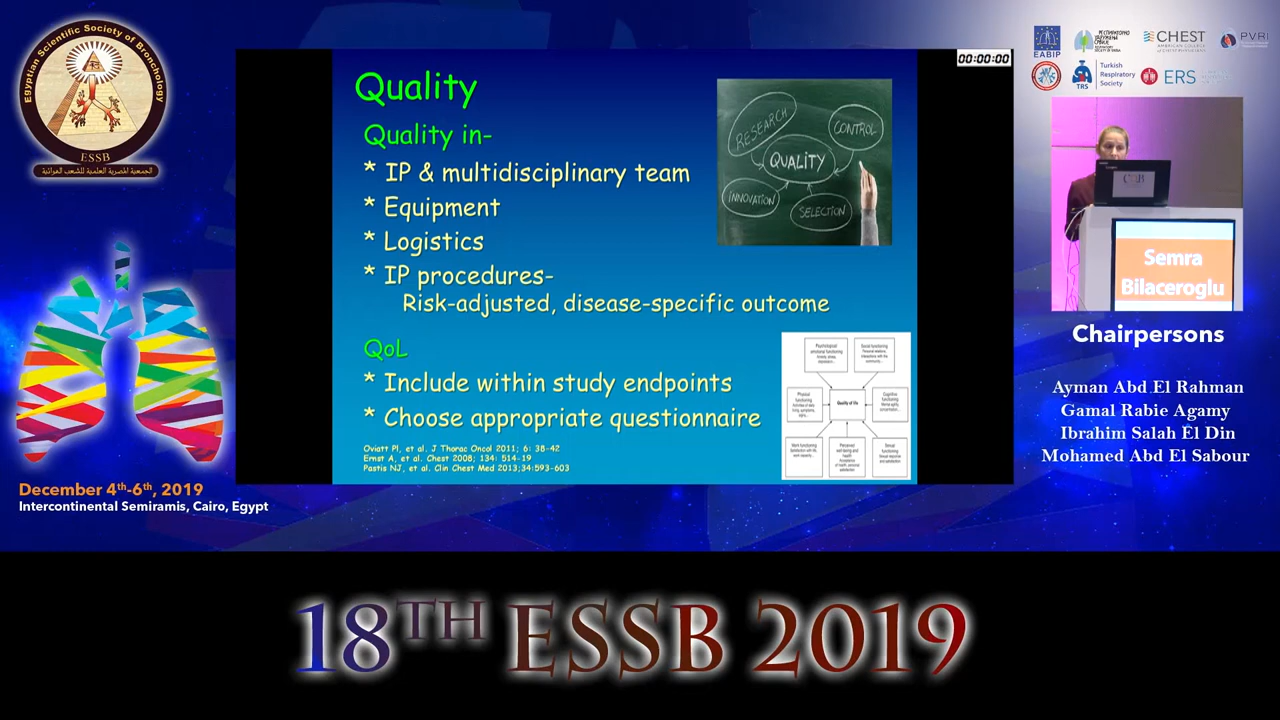 Egyptian Scientific Society of Bronchology
ESSB
الجمعية المصرية العلمية للشعب الهوائية
December 4th-6th, 2019
Intercontinental Semiramis, Cairo, Egypt
00:00:00
Quality
Quality in-
* IP & multidisciplinary team
* Equipment
* Logistics
* IP procedures-
Risk-adjusted, disease-specific outcome
QoL
* Include within study endpoints
* Choose appropriate questionnaire
Oviatt Pl, et al. J Thorac Oncol 2011; 6: 38-42
Ernst A, et al. Chest 2008; 134: 514-19
Pastis NJ, et al. Clin Chest Med 2013;34:593-603
RESEARCH
CONTROL
QUALITY
INNOVATION
SELECTION
Quality of life
EABIP
CHEST
PVRI
TRS
Turkish
Respiratory
Society
ERS
Semra
Bilaceroglu
Chairpersons
Ayman Abd El Rahman
Gamal Rabie Agamy
Ibrahim Salah El Din
Mohamed Abd El Sabour
18TH ESSB 2019